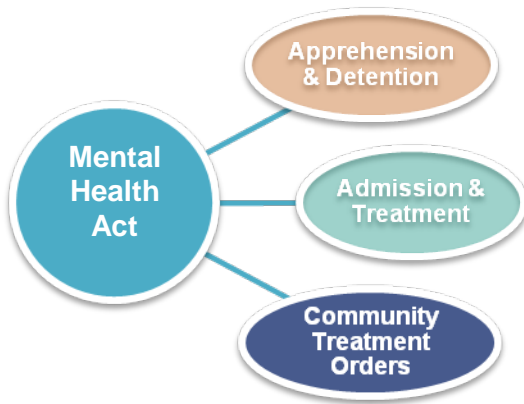 Mental
Health
Act
Apprehension
& Detention
Admission &
Treatment
Community
Treatment
Orders